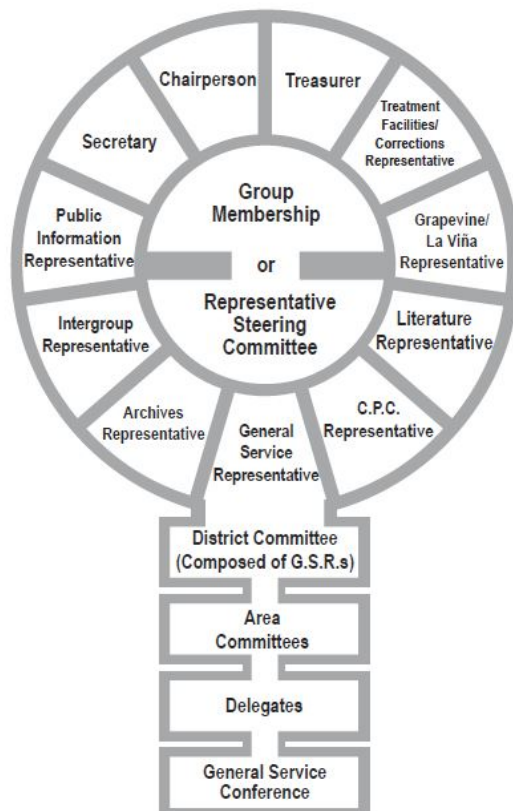 Chairperson
Treasurer
Treatment
Facilities/
Corrections
Representative
Secretary
Grapevine/
La Viña
Representative
Public
Information
Representative
Group
Membership
or
Representative
Steering
Committee
Literature
Representative
Intergroup
Representative
C.P.C.
Representative
Archives
Representative
General
Service
Representative
District Committee
(Composed of G.S.R.s)
Area
Committees
Delegates
General Service
Conference